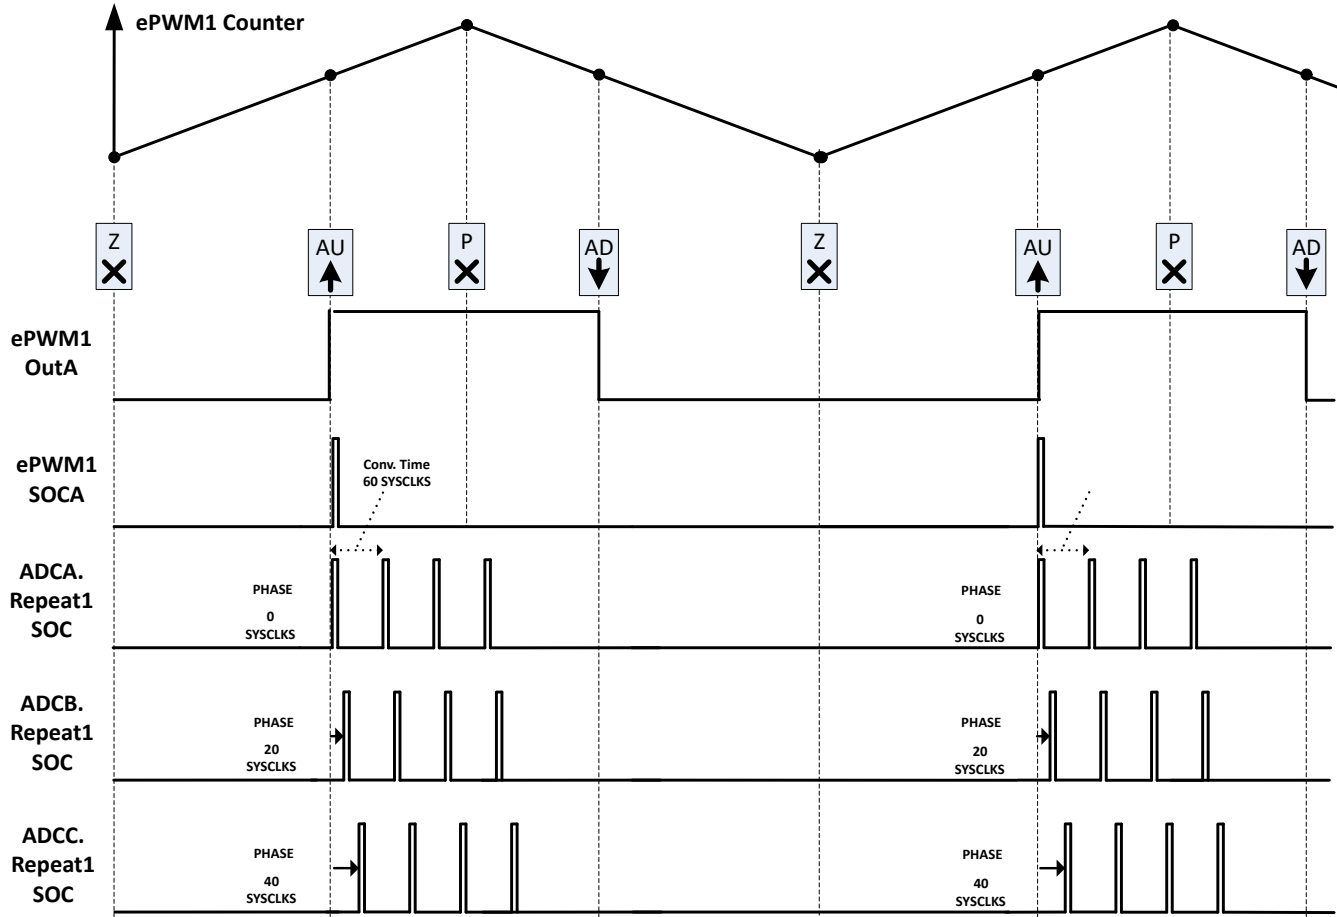 ePWM1 Counter
Z
AU
P
AD
Z
AU
P
AD
ePWM1
OutA
ePWM1
SOCA
Conv. Time
60 SYSCLKS
ADCA.
Repeat1
SOC
PHASE
0
SYSCLKS
PHASE
0
SYSCLKS
ADCB.
Repeat1
SOC
PHASE
20
SYSCLKS
PHASE
20
SYSCLKS
ADCC.
Repeat1
SOC
PHASE
40
SYSCLKS
PHASE
40
SYSCLKS